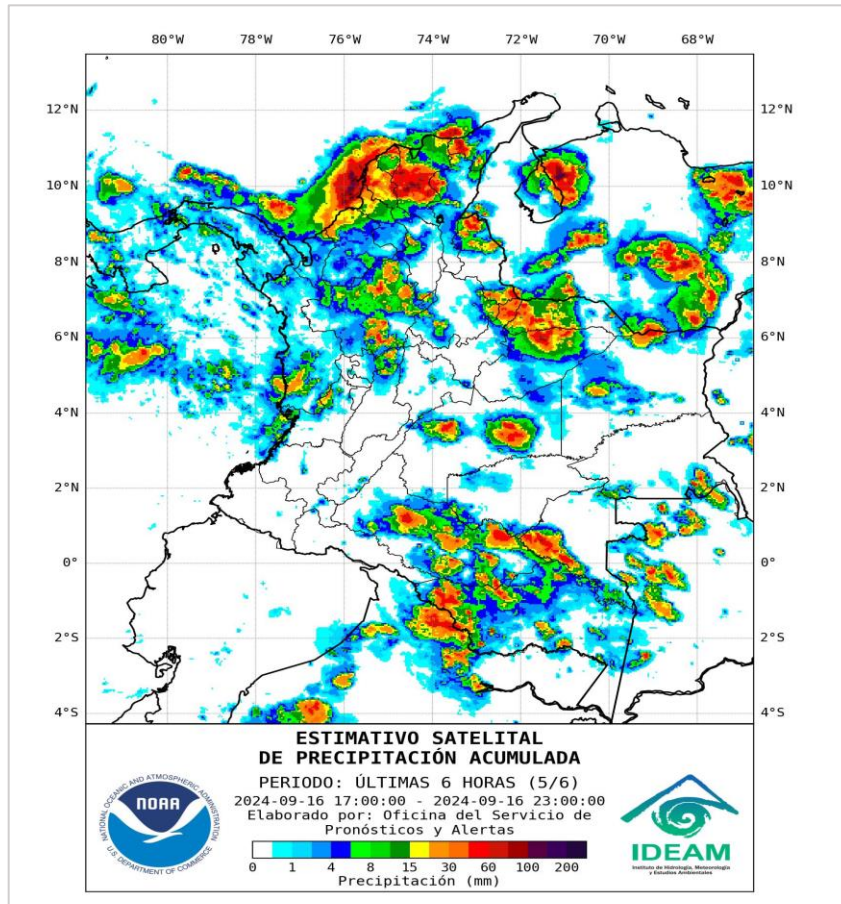 80°W 78°W 76°W 74°W 72°W 70°W 68°W
12°N 12°N
10°N 10°N
8°N 8°N
6°N 6°N
4°N 4°N
2°N 2°N
0° 0°
2°S 2°S
4°S 4°S
ESTIMATIVO SATELITAL
DE PRECIPITACIÓN ACUMULADA
PERIODO: ÚLTIMAS 6 HORAS (5/6)
2024-09-16 17:00:00 - 2024-09-16 23:00:00
Elaborado por: Oficina del Servicio de
Pronósticos y Alertas
0 1 4 8 15 30 60 100 200
Precipitación (mm)
NATIONAL OCEANIC AND ATMOSPHERIC ADMINISTRATION
NOAA
U.S. DEPARTMENT OF COMMERCE
IDEAM
Instituto de Hidrología, Meteorología
y Estudios Ambientales